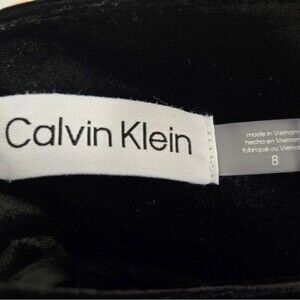 Calvin Klein
made in Vietnam
hecho en Vietnam
fabriqué au Vietnam
8